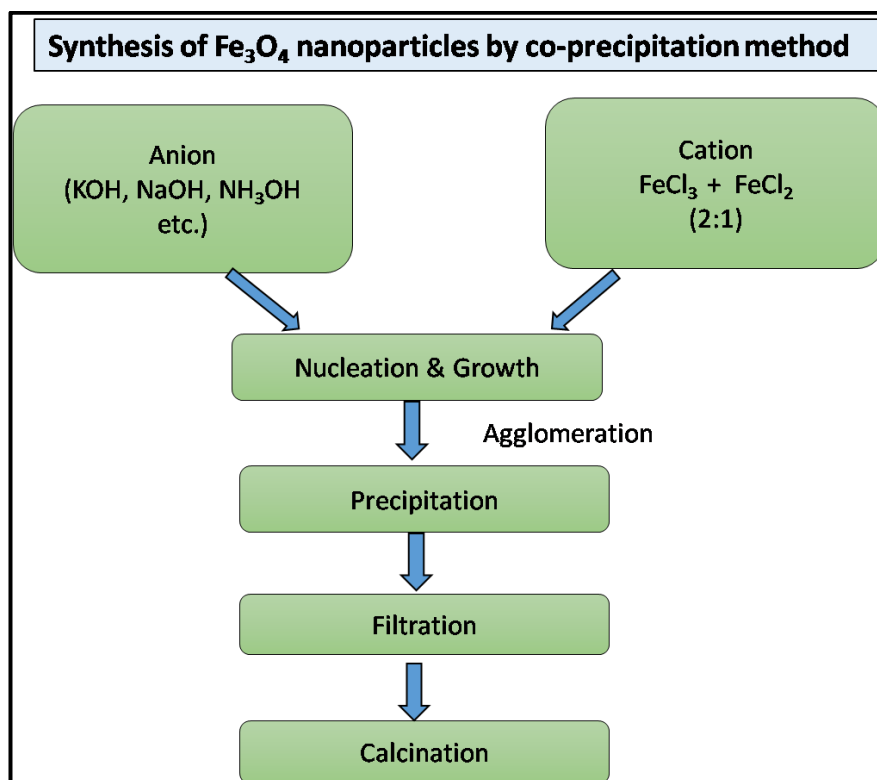 Synthesis of Fe₃O₄ nanoparticles by co-precipitation method
Anion
(KOH, NaOH, NH₃OH
etc.)
Cation
FeCl₃ + FeCl₂
(2:1)
Nucleation & Growth
Agglomeration
Precipitation
Filtration
Calcination